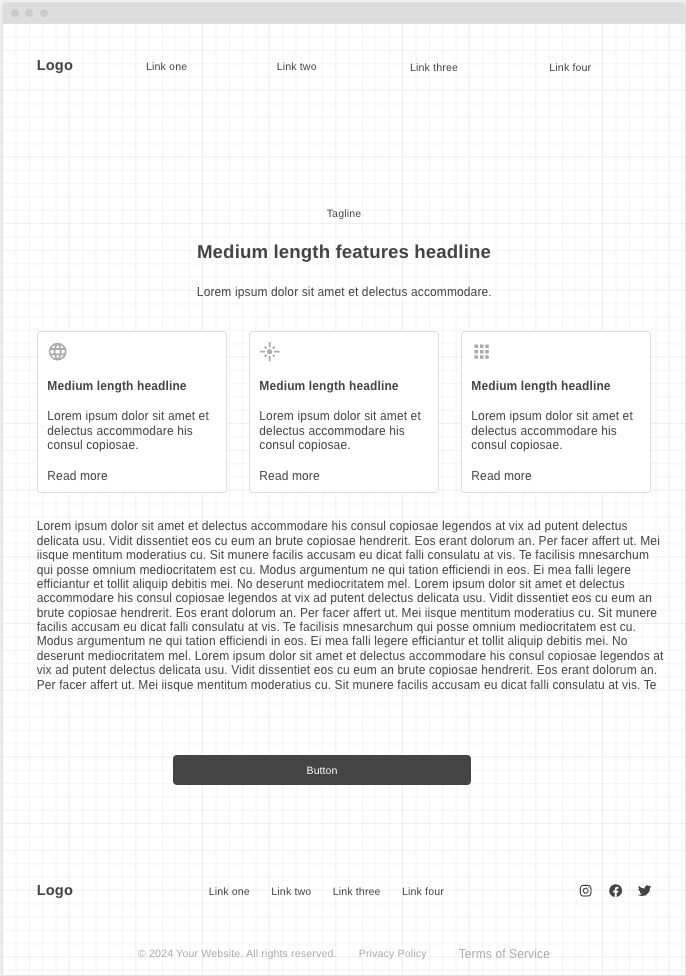 Logo
Link one
Link two
Link three
Link four
Tagline
Medium length features headline
Lorem ipsum dolor sit amet et delectus accommodare.
Medium length headline
Lorem ipsum dolor sit amet et
delectus accommodare his
consul copiosae.
Read more
Medium length headline
Lorem ipsum dolor sit amet et
delectus accommodare his
consul copiosae.
Read more
Medium length headline
Lorem ipsum dolor sit amet et
delectus accommodare his
consul copiosae.
Read more
Lorem ipsum dolor sit amet et delectus accommodare his consul copiosae legendos at vix ad putent delectus
delicata usu. Vidit dissentiet eos cu eum an brute copiosae hendrerit. Eos erant dolorum an. Per facer affert ut. Mei
iisque mentitum moderatius cu. Sit munere facilis accusam eu dicat falli consulatu at vis. Te facilisis mnesarchum
qui posse omnium mediocritatem est cu. Modus argumentum ne qui tation efficiendi in eos. Ei mea falli legere
efficiantur et tollit aliquip debitis mei. No deserunt mediocritatem mel. Lorem ipsum dolor sit amet et delectus
accommodare his consul copiosae legendos at vix ad putent delectus delicata usu. Vidit dissentiet eos cu eum an
brute copiosae hendrerit. Eos erant dolorum an. Per facer affert ut. Mei iisque mentitum moderatius cu. Sit munere
facilis accusam eu dicat falli consulatu at vis. Te facilisis mnesarchum qui posse omnium mediocritatem est cu.
Modus argumentum ne qui tation efficiendi in eos. Ei mea falli legere efficiantur et tollit aliquip debitis mei. No
deserunt mediocritatem mel. Lorem ipsum dolor sit amet et delectus accommodare his consul copiosae legendos at
vix ad putent delectus delicata usu. Vidit dissentiet eos cu eum an brute copiosae hendrerit. Eos erant dolorum an.
Per facer affert ut. Mei iisque mentitum moderatius cu. Sit munere facilis accusam eu dicat falli consulatu at vis. Te
Button
Logo
Link one
Link two
Link three
Link four
© 2024 Your Website. All rights reserved.
Privacy Policy
Terms of Service